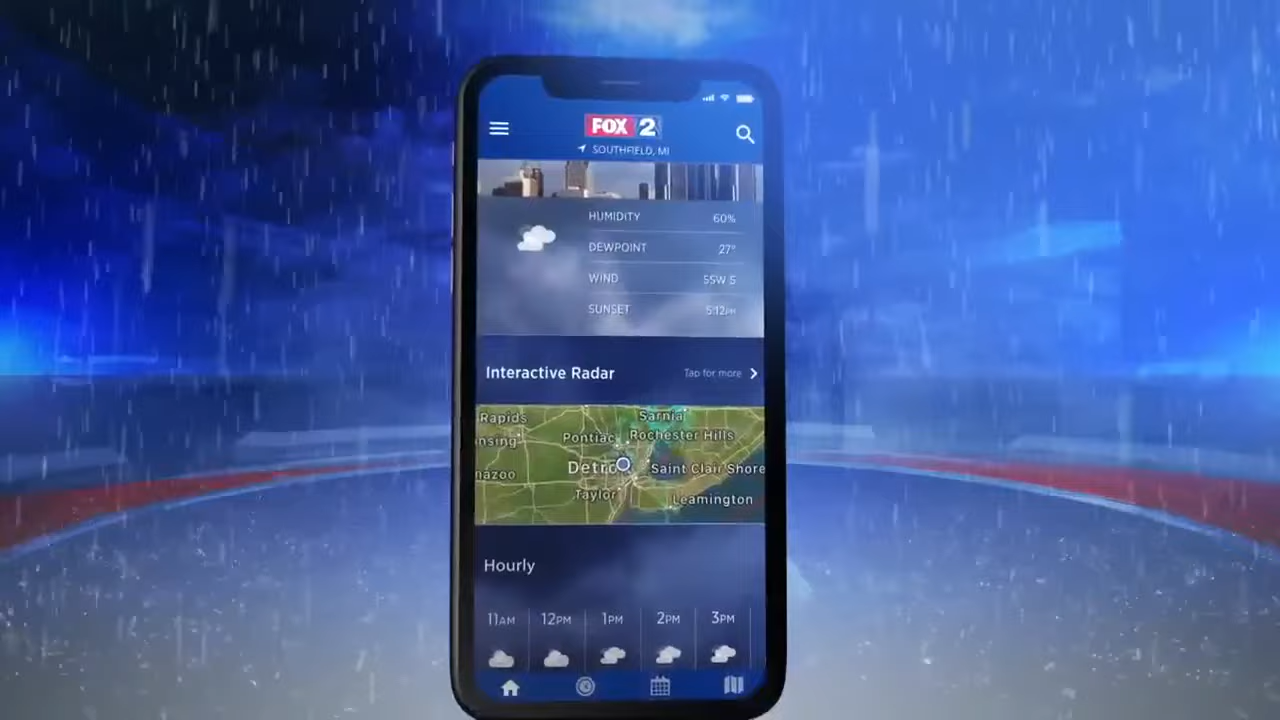 FOX 2
SOUTHFIELD, MI
HUMIDITY 60%
DEWPOINT 27°
WIND SSW 5
SUNSET 5:12PM
Interactive Radar Tap for more
Rapids Sarnia
nsing Pontiac Rochester Hills
nazoo Detro Saint Clair Shore
Taylor Leamington
Hourly
11AM 12PM 1PM 2PM 3PM